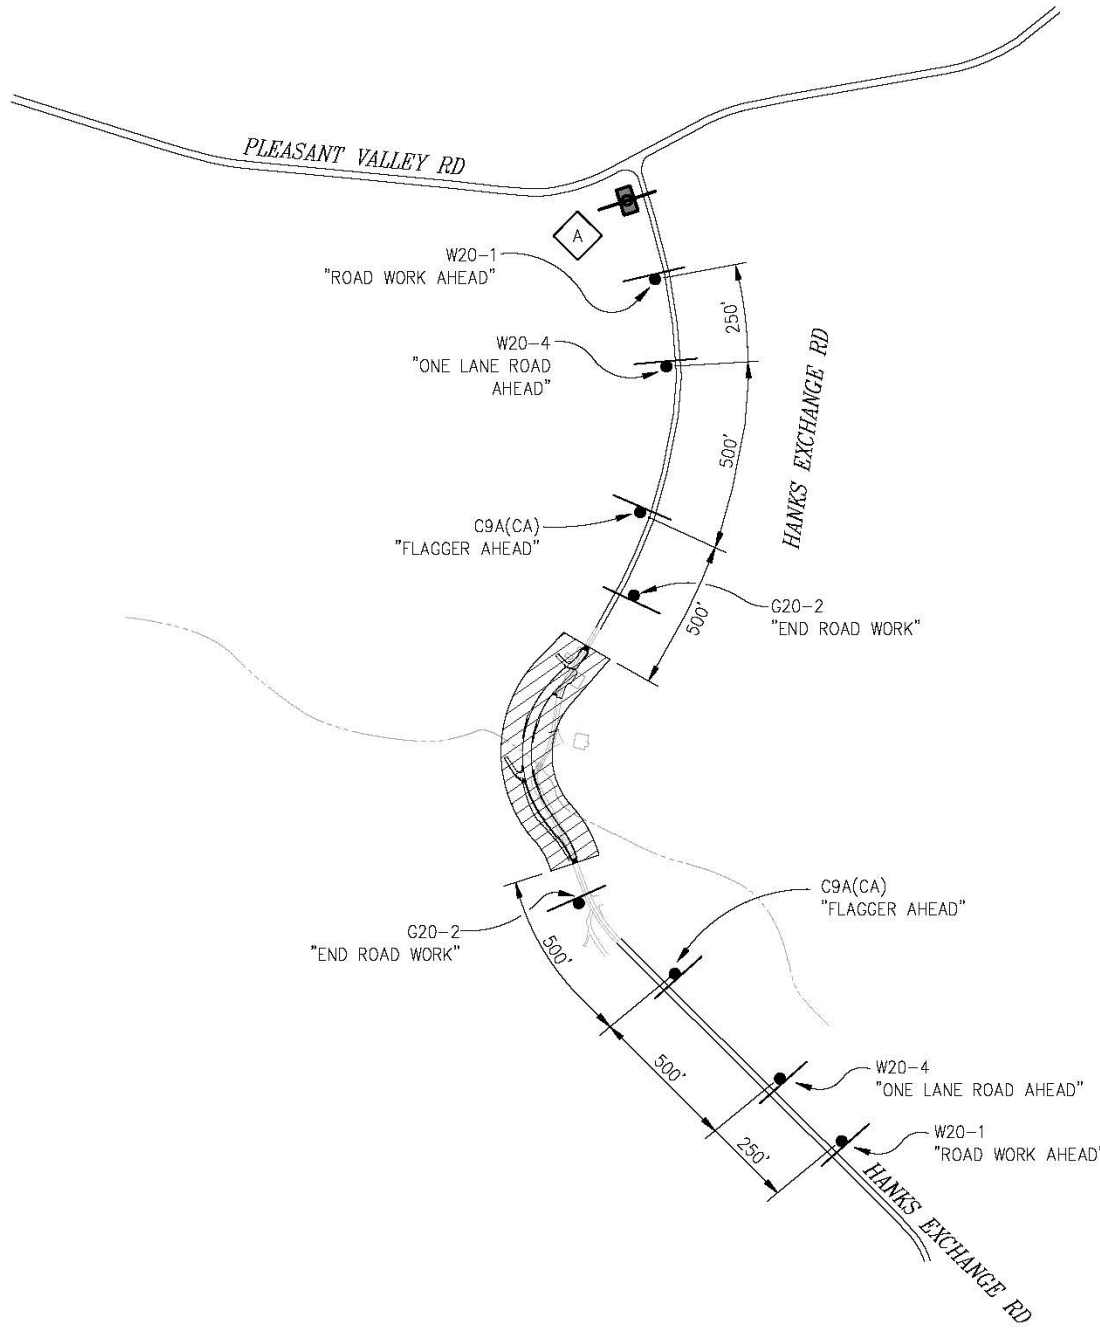 PLEASANT VALLEY RD
A
W20-1
"ROAD WORK AHEAD"
250'
W20-4
"ONE LANE ROAD
AHEAD"
HANKS EXCHANGE RD
500'
C9A(CA)
"FLAGGER AHEAD"
500'
G20-2
"END ROAD WORK"
C9A(CA)
"FLAGGER AHEAD"
G20-2
"END ROAD WORK"
500'
500'
W20-4
"ONE LANE ROAD AHEAD"
W20-1
"ROAD WORK AHEAD"
250'
HANKS EXCHANGE RD